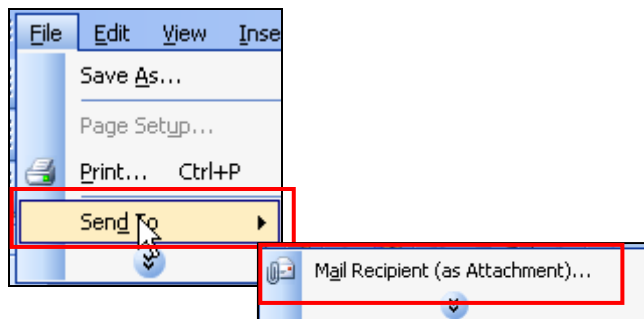 File Edit View Inse
Save As...
Page Setup...
Print... Ctrl+P
Send To
Mail Recipient (as Attachment)...